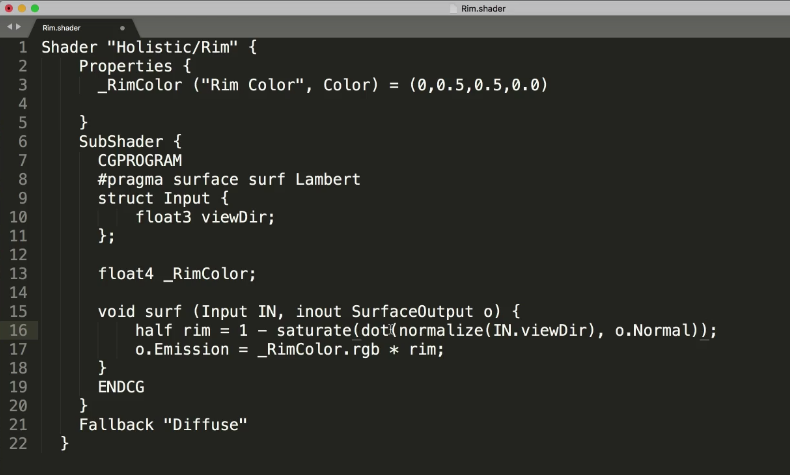 Rim.shader
Rim.shader
1 Shader "Holistic/Rim" {
2 Properties {
3 _RimColor ("Rim Color", Color) = (0,0.5,0.5,0.0)
4
5 }
6 SubShader {
7 CGPROGRAM
8 #pragma surface surf Lambert
9 struct Input {
10 float3 viewDir;
11 };
12
13 float4 _RimColor;
14
15 void surf (Input IN, inout SurfaceOutput o) {
16 half rim = 1 - saturate(dot(normalize(IN.viewDir), o.Normal));
17 o.Emission = _RimColor.rgb * rim;
18 }
19 ENDCG
20 }
21 Fallback "Diffuse"
22 }